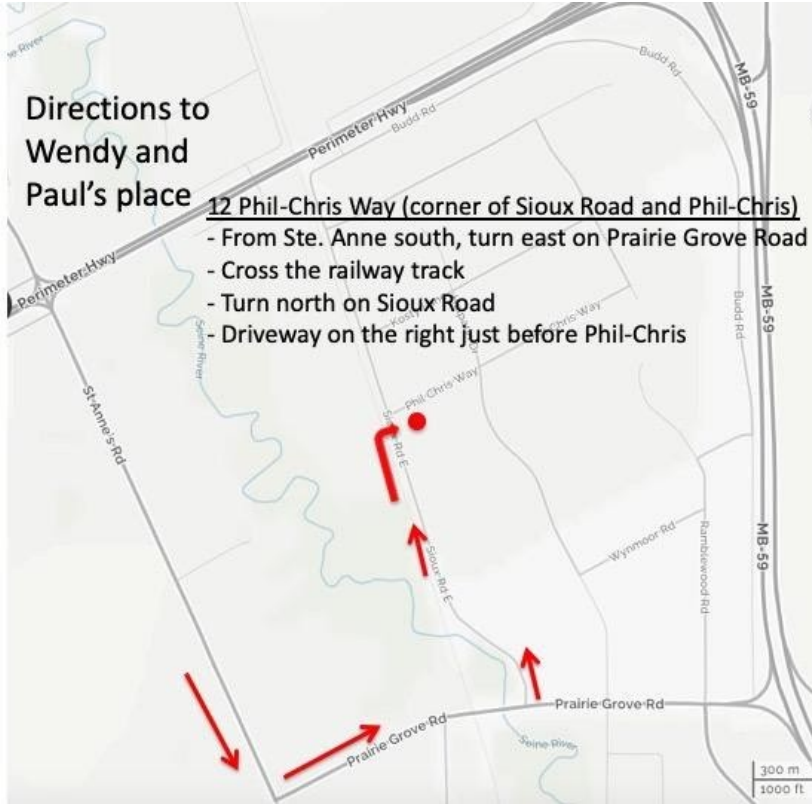 ne River
Budd Rd
MB-59
Directions to
Wendy and
Paul's place
Perimeter Hwy
Budd Rd
12 Phil-Chris Way (corner of Sioux Road and Phil-Chris)
- From Ste. Anne south, turn east on Prairie Grove Road
- Cross the railway track
- Turn north on Sioux Road
- Driveway on the right just before Phil-Chris
Perimeter Hwy
Chris Way
Budd Rd
MB-59
Seine River
Phil-Chris Way
St Anne's Rd
Rd E
Sioux Rd E
Wynmoor Rd
Ramblewood Rd
MB-59
Prairie Grove Rd
Prairie Grove Rd
Seine River
300 m
1000 ft